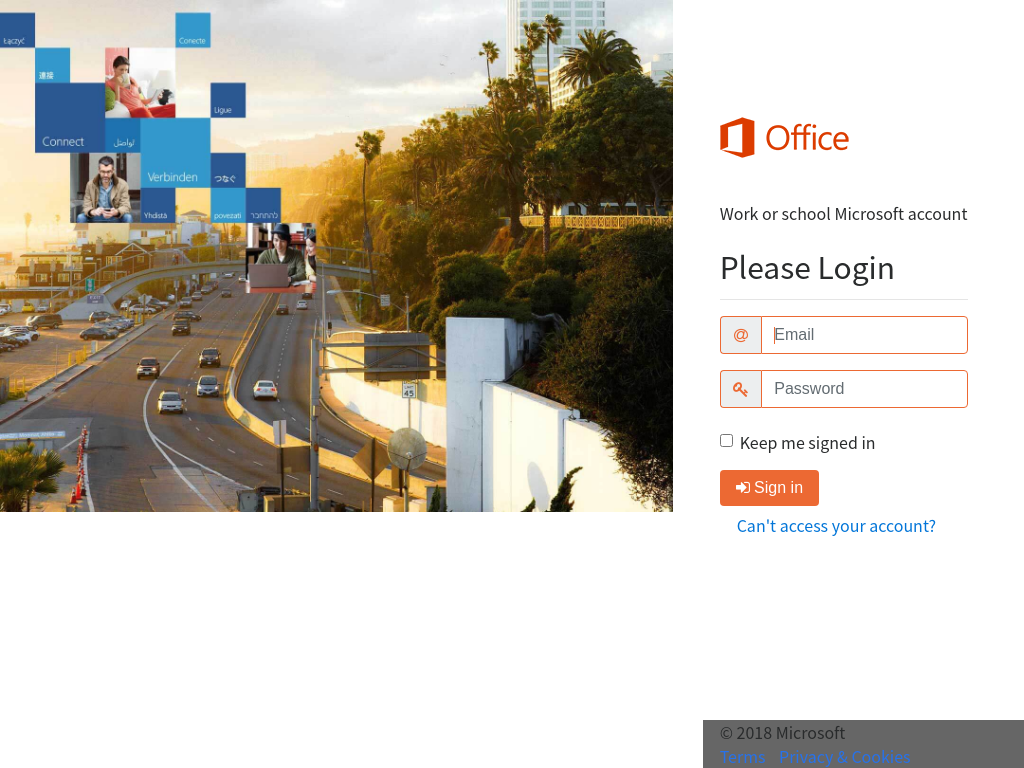 Łączyć
Conecte
連接
Ligue
Connect
تواصل
Verbinden
つなぐ
Yhdistä
povezati
להתחבר
45
Office
Work or school Microsoft account
Please Login
@ Email
Password
Keep me signed in
Sign in
Can't access your account?
© 2018 Microsoft
Terms Privacy & Cookies